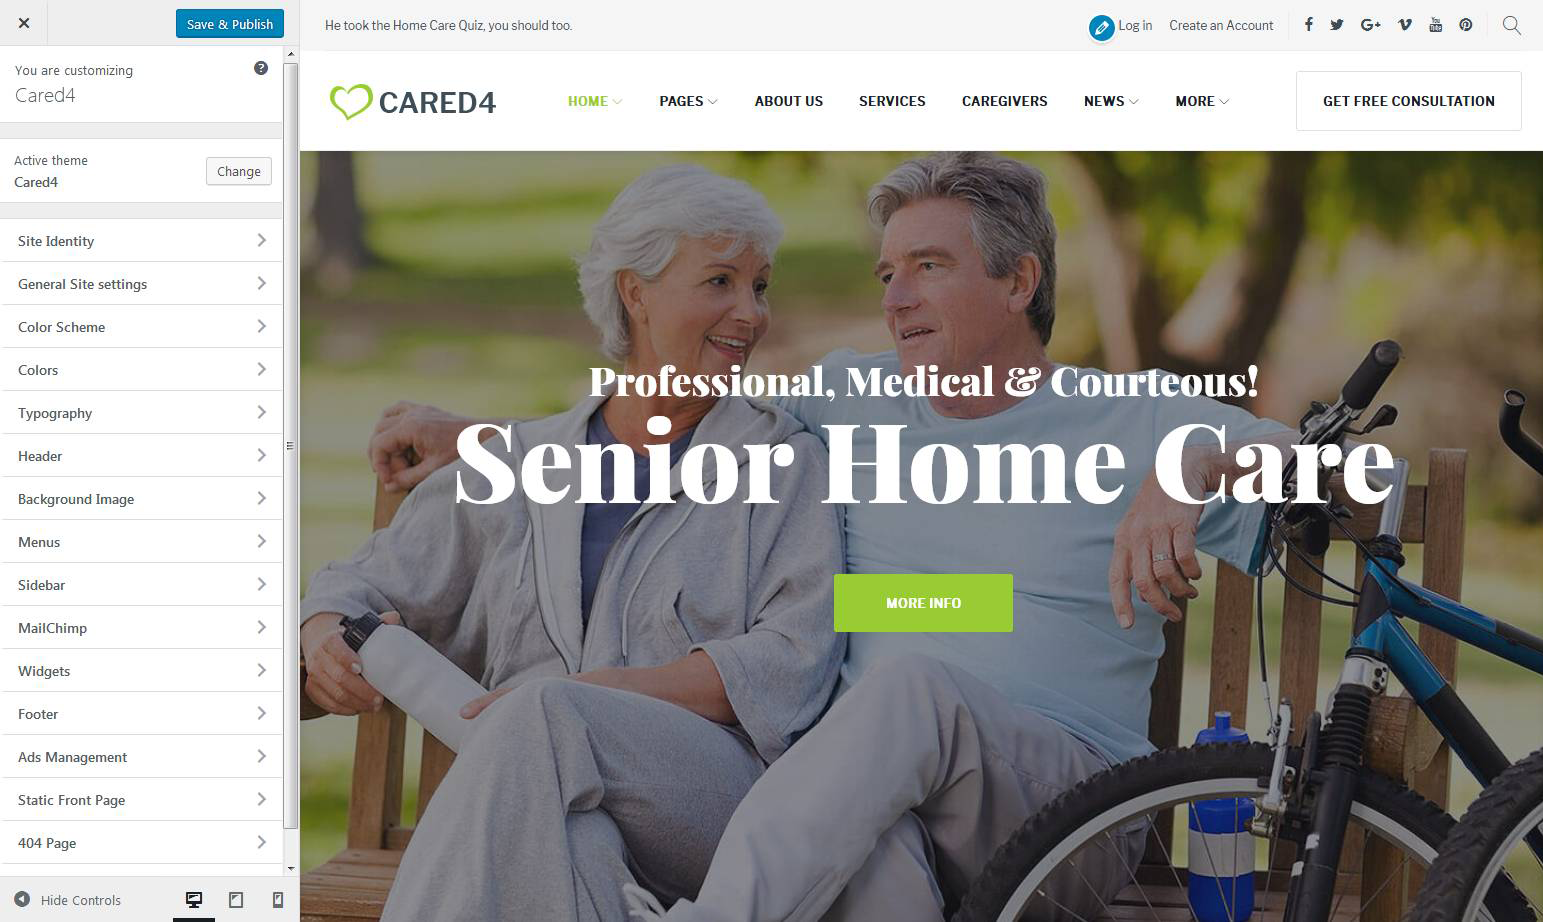 Save & Publish
You are customizing
Cared4
Active theme
Cared4
Change
Site Identity
General Site settings
Color Scheme
Colors
Typography
Header
Background Image
Menus
Sidebar
MailChimp
Widgets
Footer
Ads Management
Static Front Page
404 Page
Hide Controls
He took the Home Care Quiz, you should too.
Log in
Create an Account
You
Tube
CARED4
HOME
PAGES
ABOUT US
SERVICES
CAREGIVERS
NEWS
MORE
GET FREE CONSULTATION
Professional, Medical & Courteous!
Senior Home Care
MORE INFO